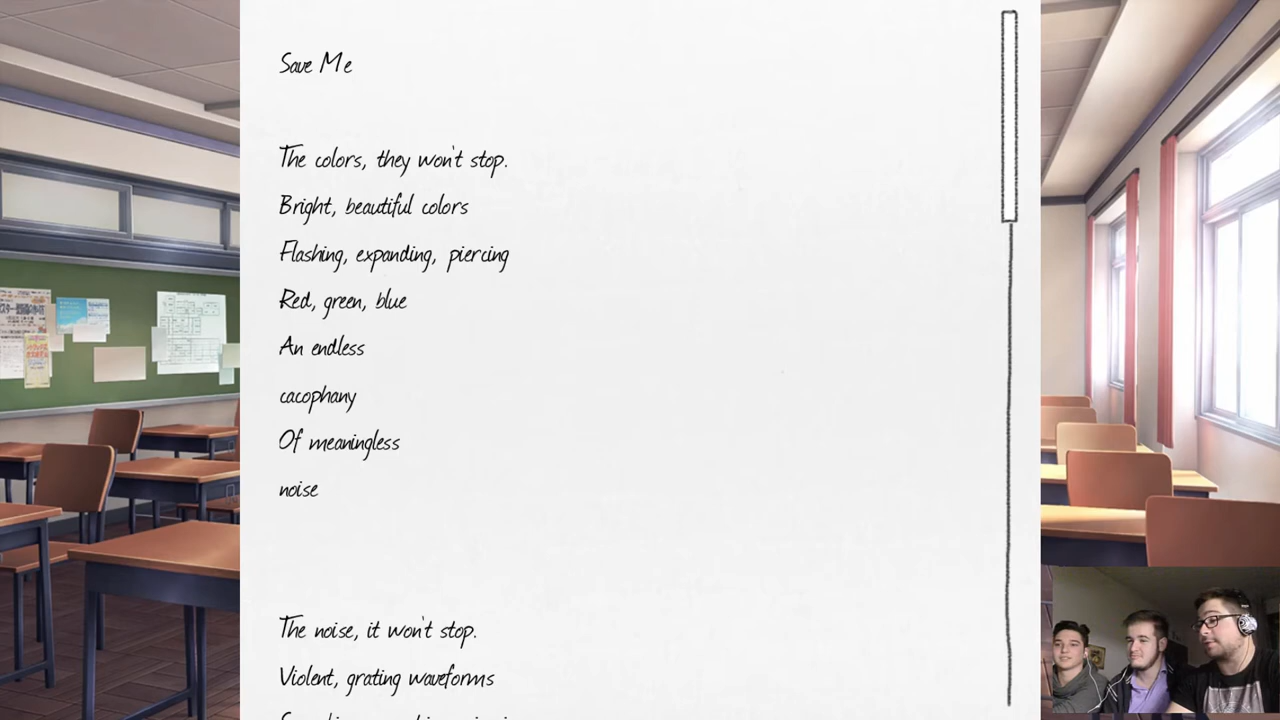 Save Me
The colors, they won't stop.
Bright, beautiful colors
Flashing, expanding, piercing
Red, green, blue
An endless
cacophany
Of meaningless
noise
The noise, it won't stop.
Violent, grating waveforms